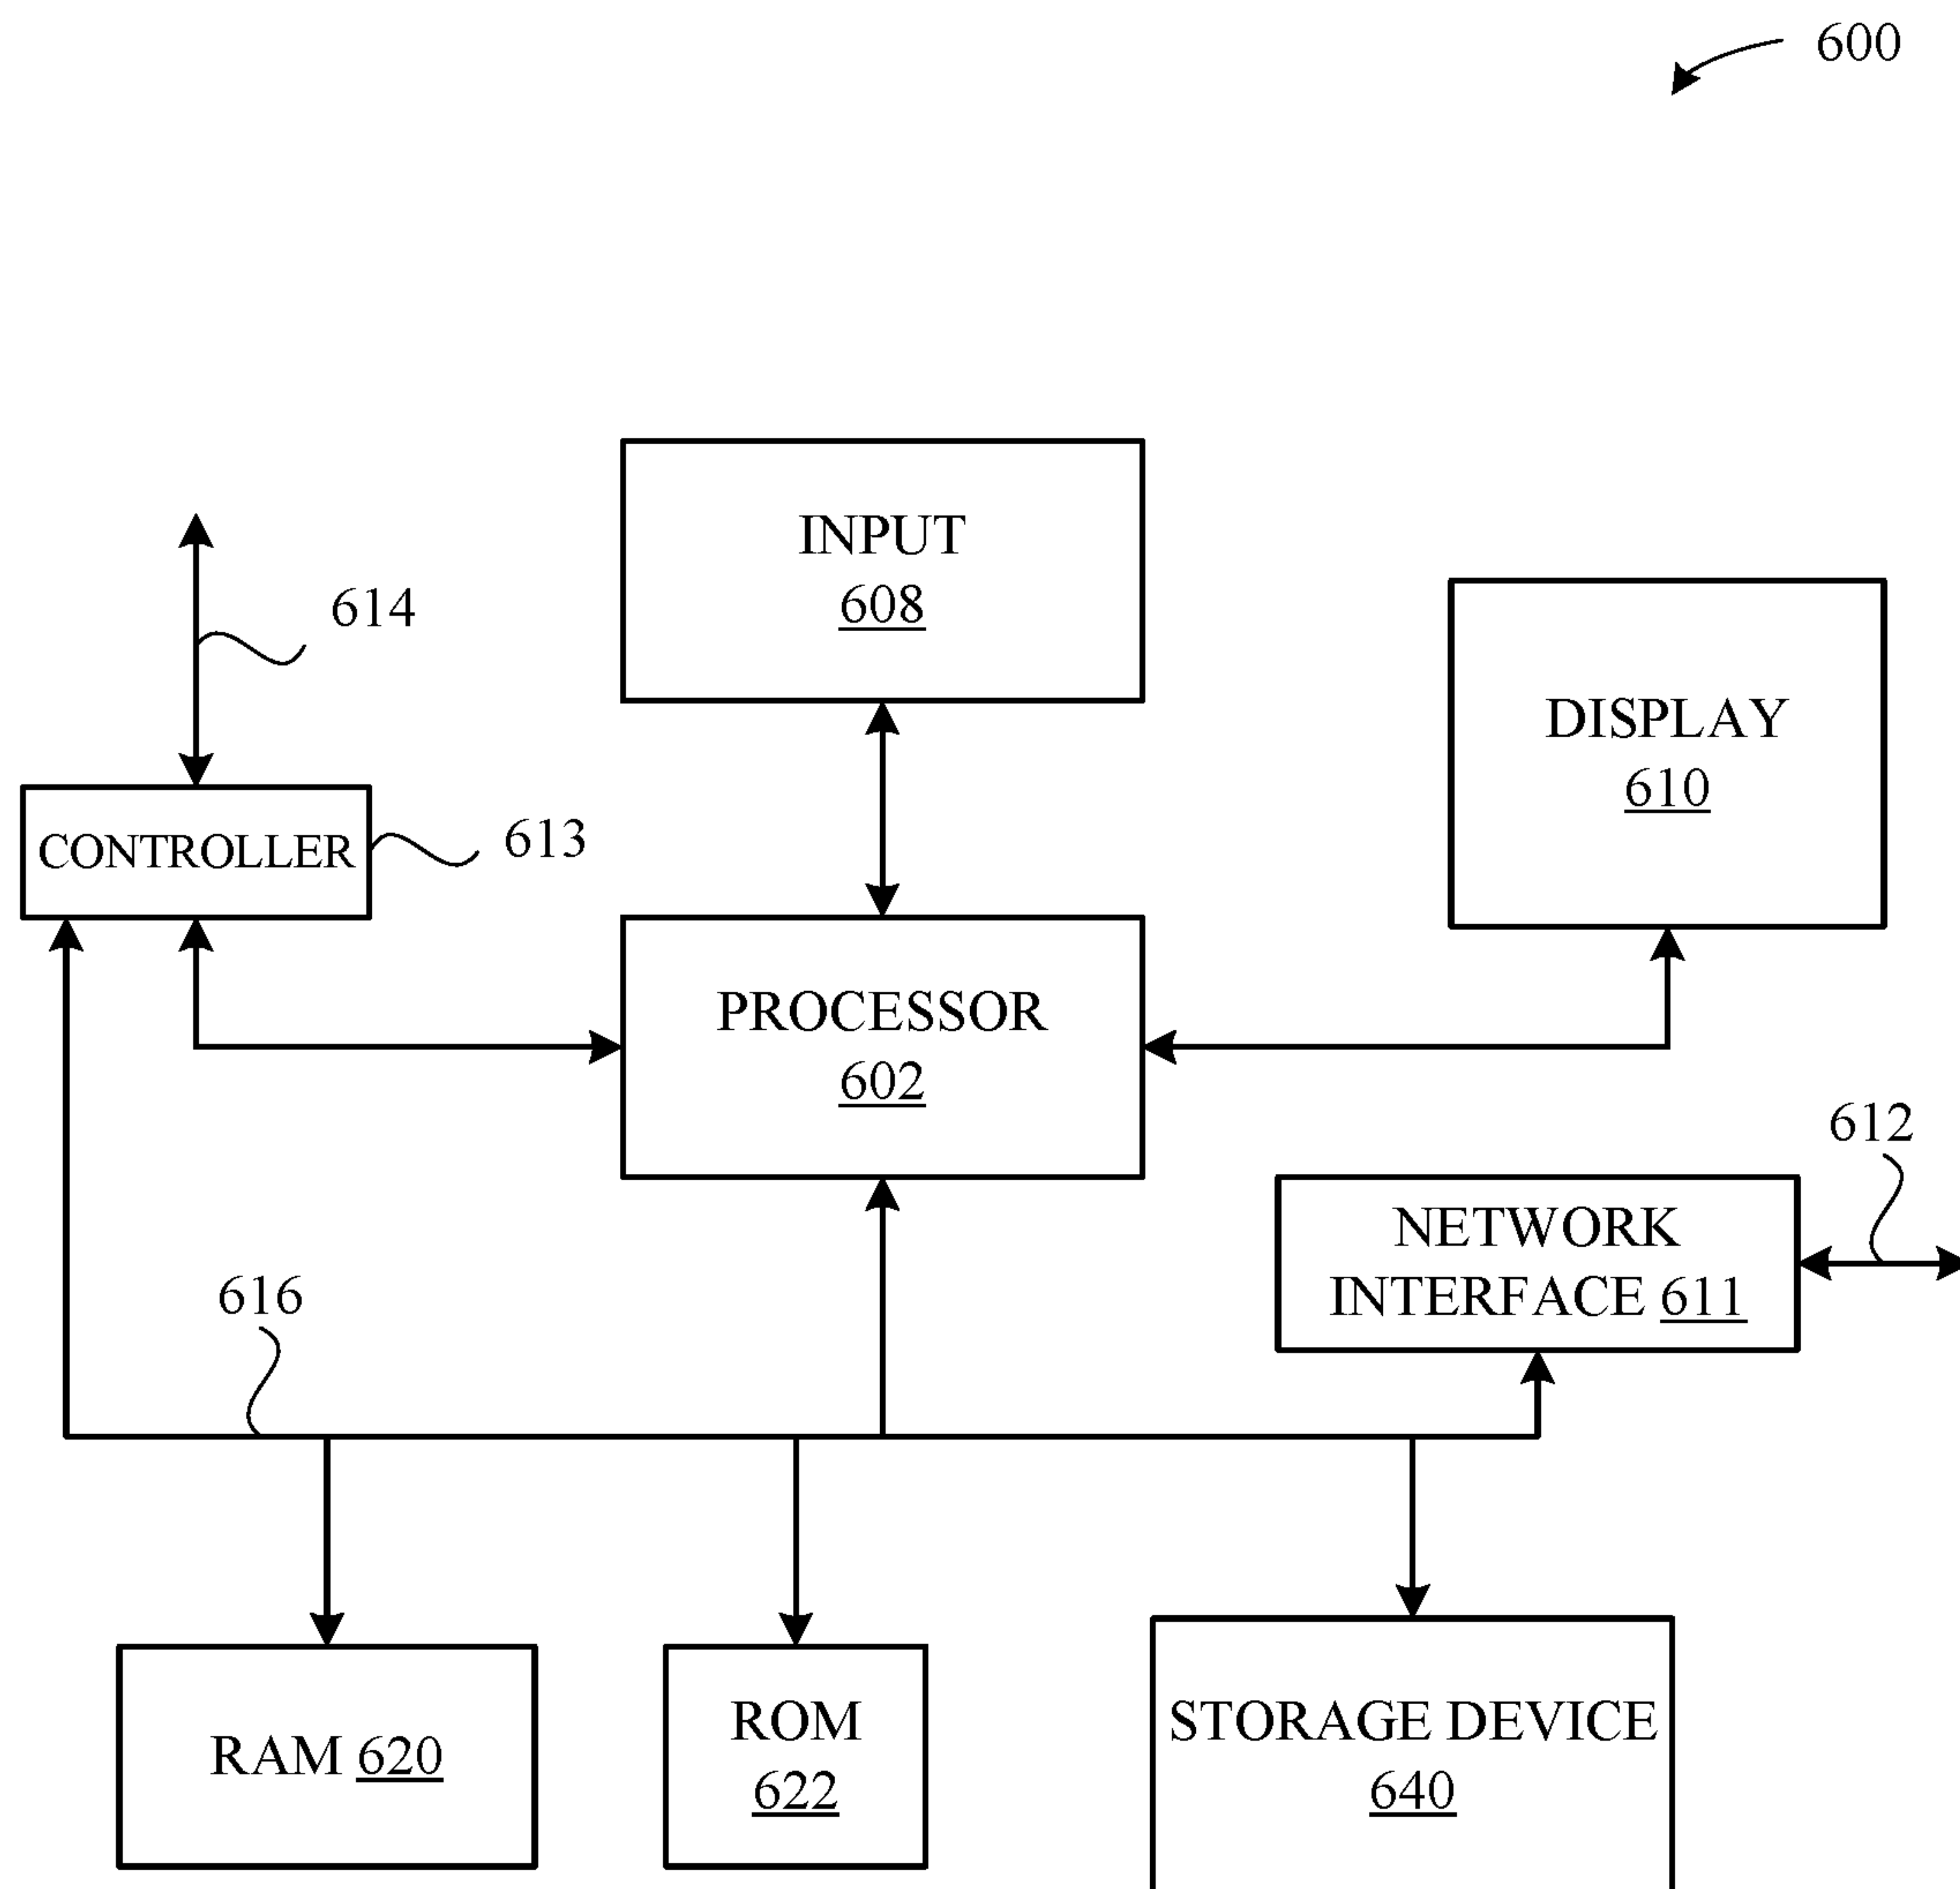 600
INPUT
608
614
DISPLAY
610
CONTROLLER
613
PROCESSOR
602
612
NETWORK
INTERFACE 611
616
RAM 620
ROM
622
STORAGE DEVICE
640